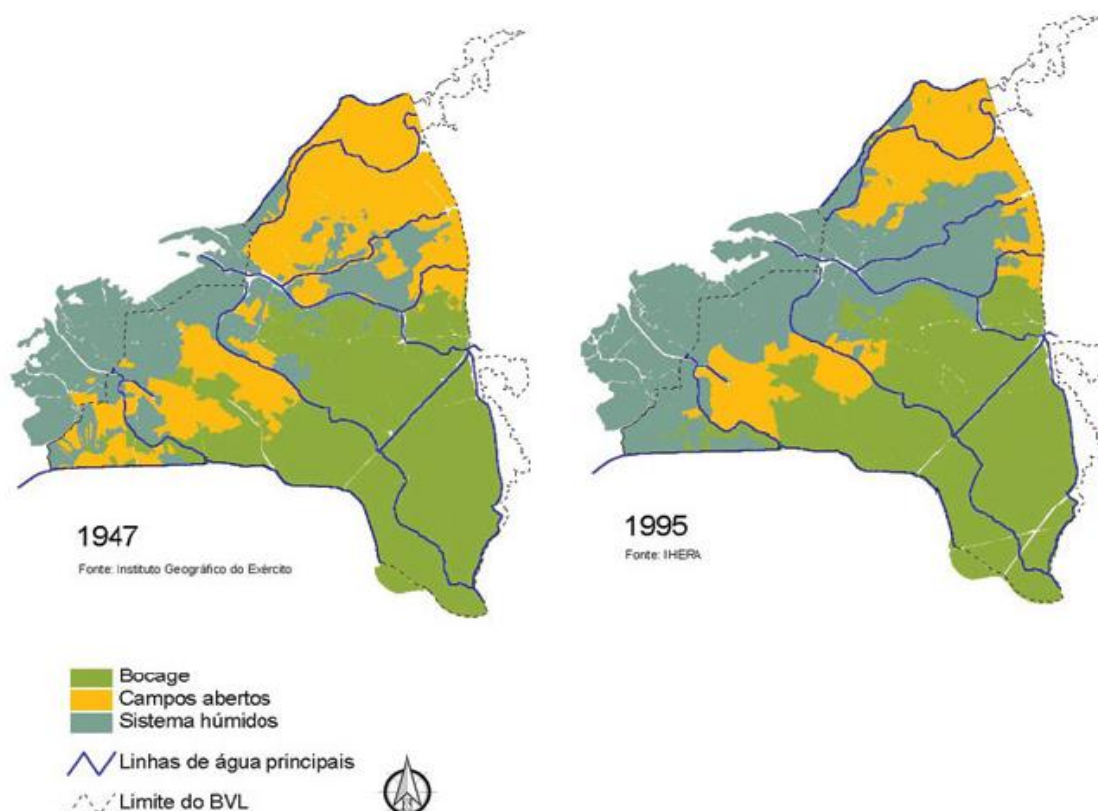 1947
Fonte: Instituto Geográfico do Exército
1995
Fonte: IHERA
Bocage
Campos abertos
Sistema húmidos
Linhas de água principais
Limite do BVL